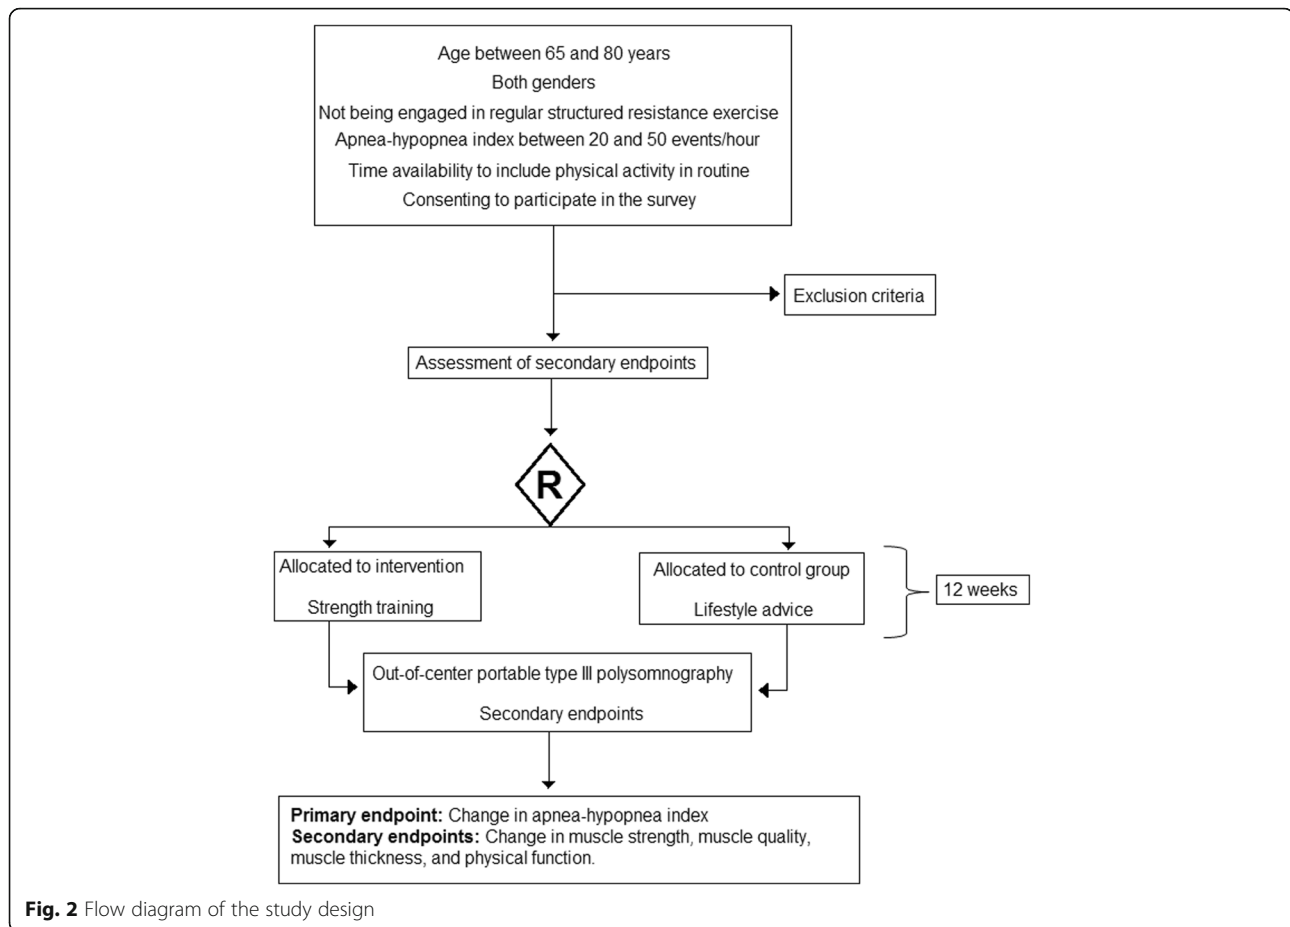 Age between 65 and 80 years
Both genders
Not being engaged in regular structured resistance exercise
Apnea-hypopnea index between 20 and 50 events/hour
Time availability to include physical activity in routine
Consenting to participate in the survey
Exclusion criteria
Assessment of secondary endpoints
R
Allocated to intervention
Strength training
Allocated to control group
Lifestyle advice
12 weeks
Out-of-center portable type III polysomnography
Secondary endpoints
Primary endpoint: Change in apnea-hypopnea index
Secondary endpoints: Change in muscle strength, muscle quality,
muscle thickness, and physical function.
Fig. 2 Flow diagram of the study design